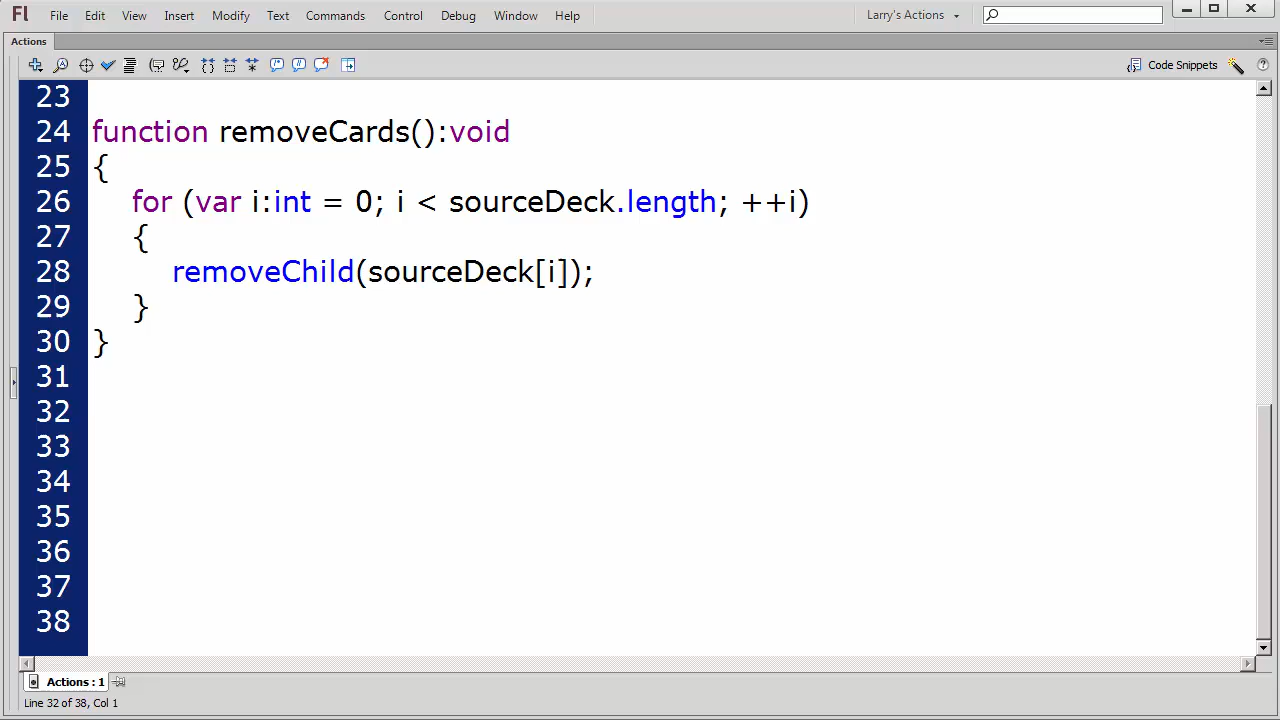 Fl File Edit View Insert Modify Text Commands Control Debug Window Help Larry's Actions
Actions
Code Snippets
23
24 function removeCards():void
25 {
26 for (var i:int = 0; i < sourceDeck.length; ++i)
27 {
28 removeChild(sourceDeck[i]);
29 }
30 }
31
32
33
34
35
36
37
38
Actions : 1
Line 32 of 38, Col 1